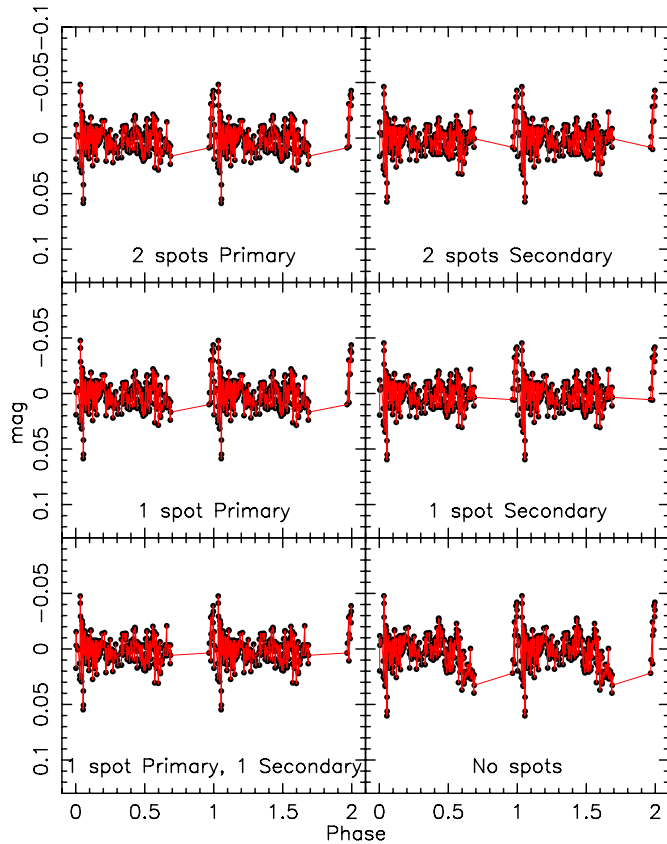 -0.1
-0.05
0
0.05
0.1
2 spots Primary
2 spots Secondary
mag
-0.05
0
0.05
0.1
1 spot Primary
1 spot Secondary
-0.05
0
0.05
0.1
1 spot Primary, 1 Secondary
No spots
0 0.5 1 1.5 2 0 0.5 1 1.5 2
Phase